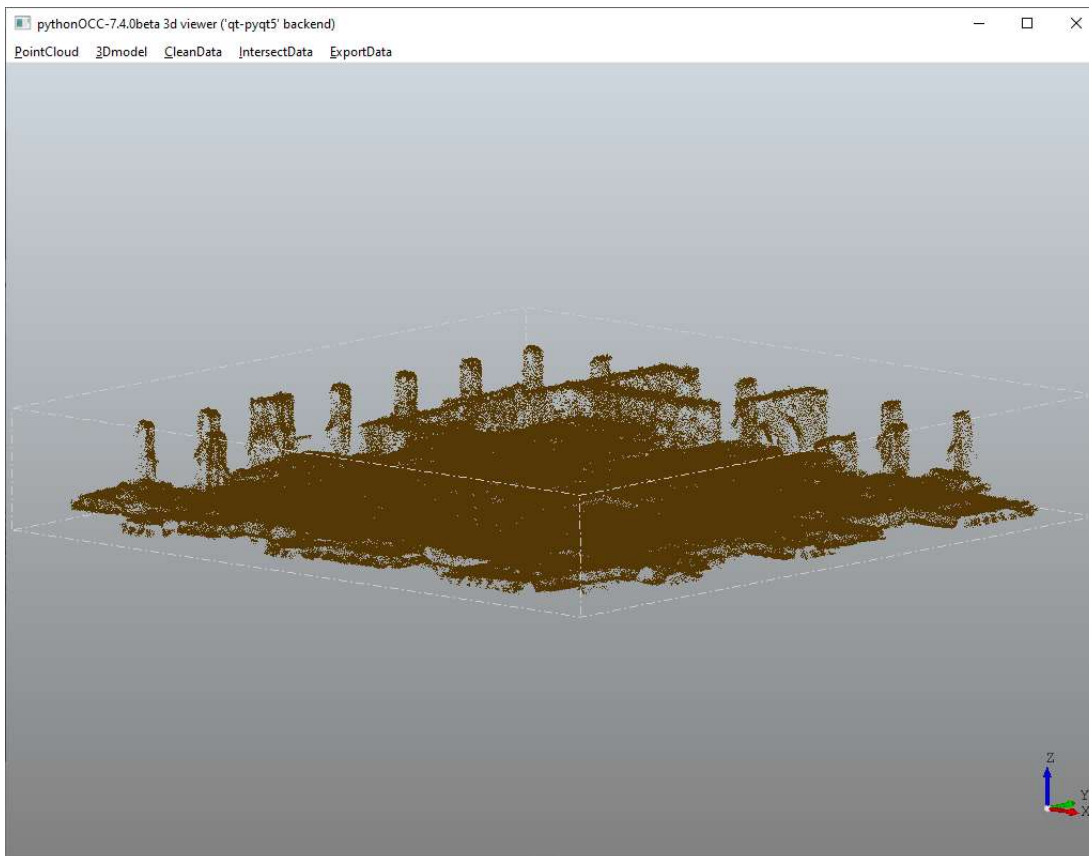 pythonOCC-7.4.0beta 3d viewer ('qt-pyqt5' backend)
PointCloud 3Dmodel CleanData IntersectData ExportData
Z
Y
X